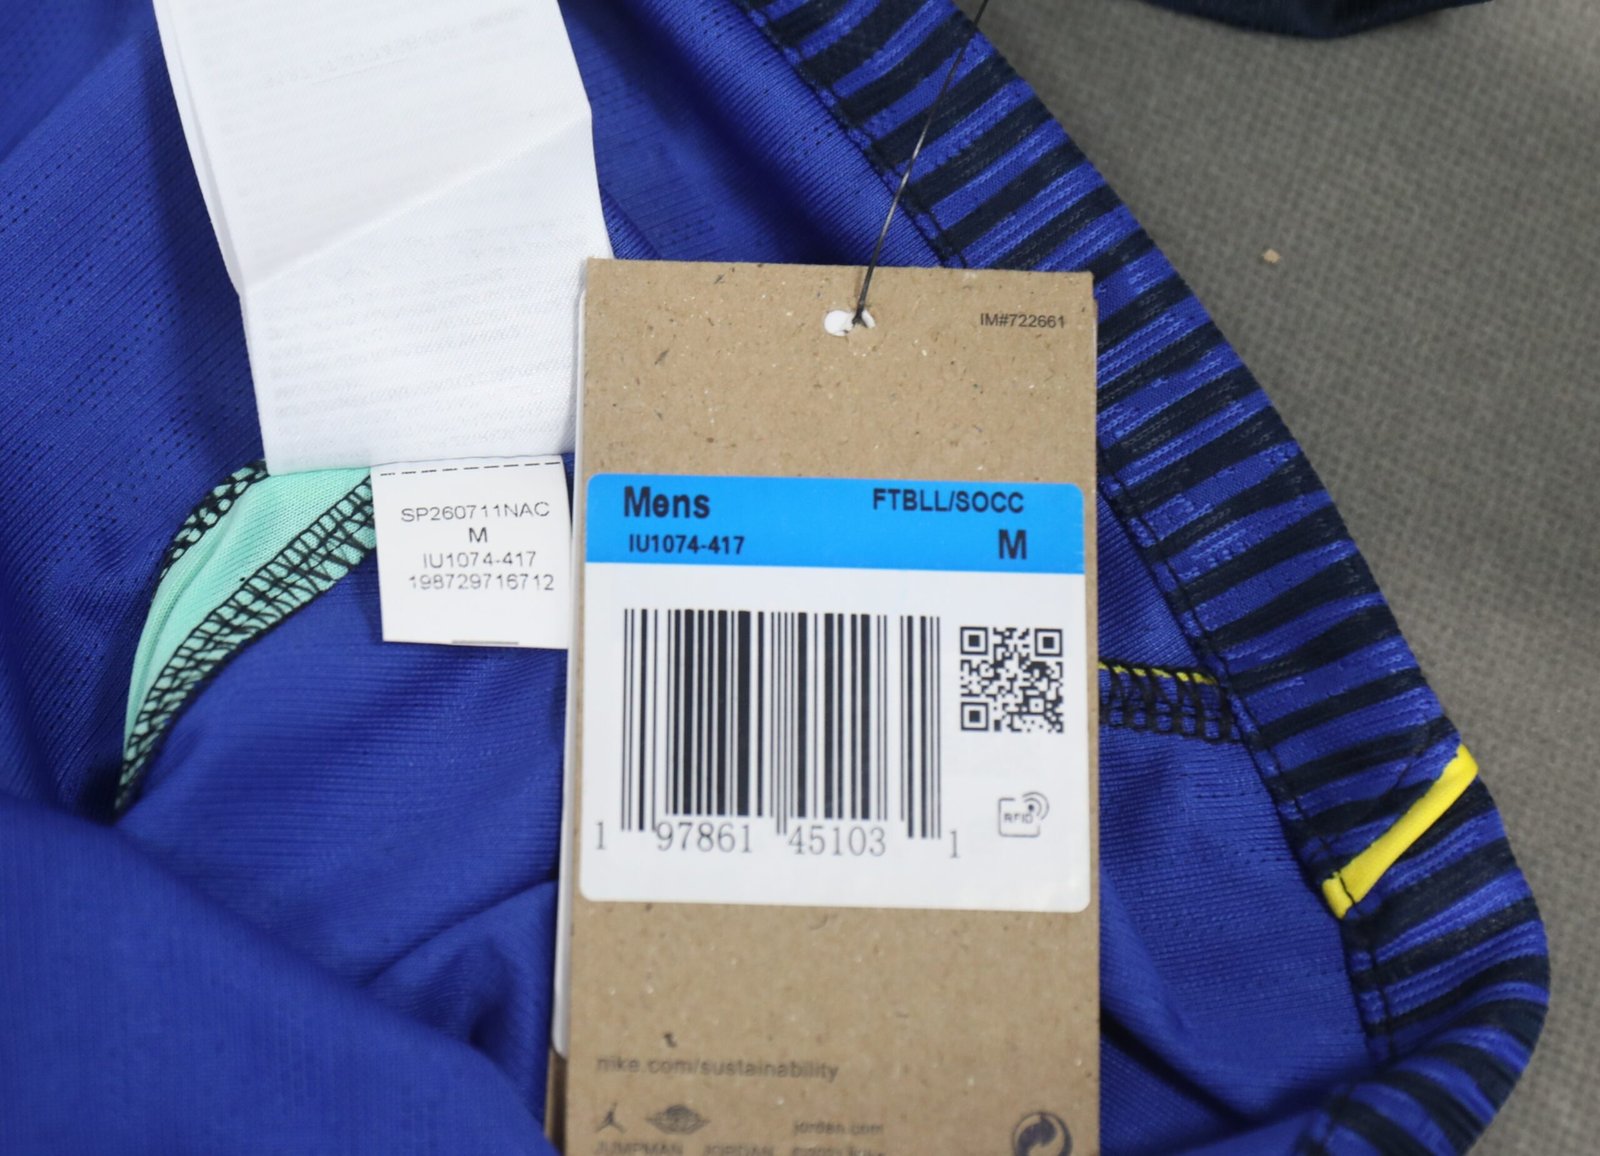 IM#722661
Mens
FTBLL/SOCC
IU1074-417
M
1 97861 45103 1
RFID
SP260711NAC
M
IU1074-417
198729716712
nike.com/sustainability
jordan.com
JUMPMAN JORDAN